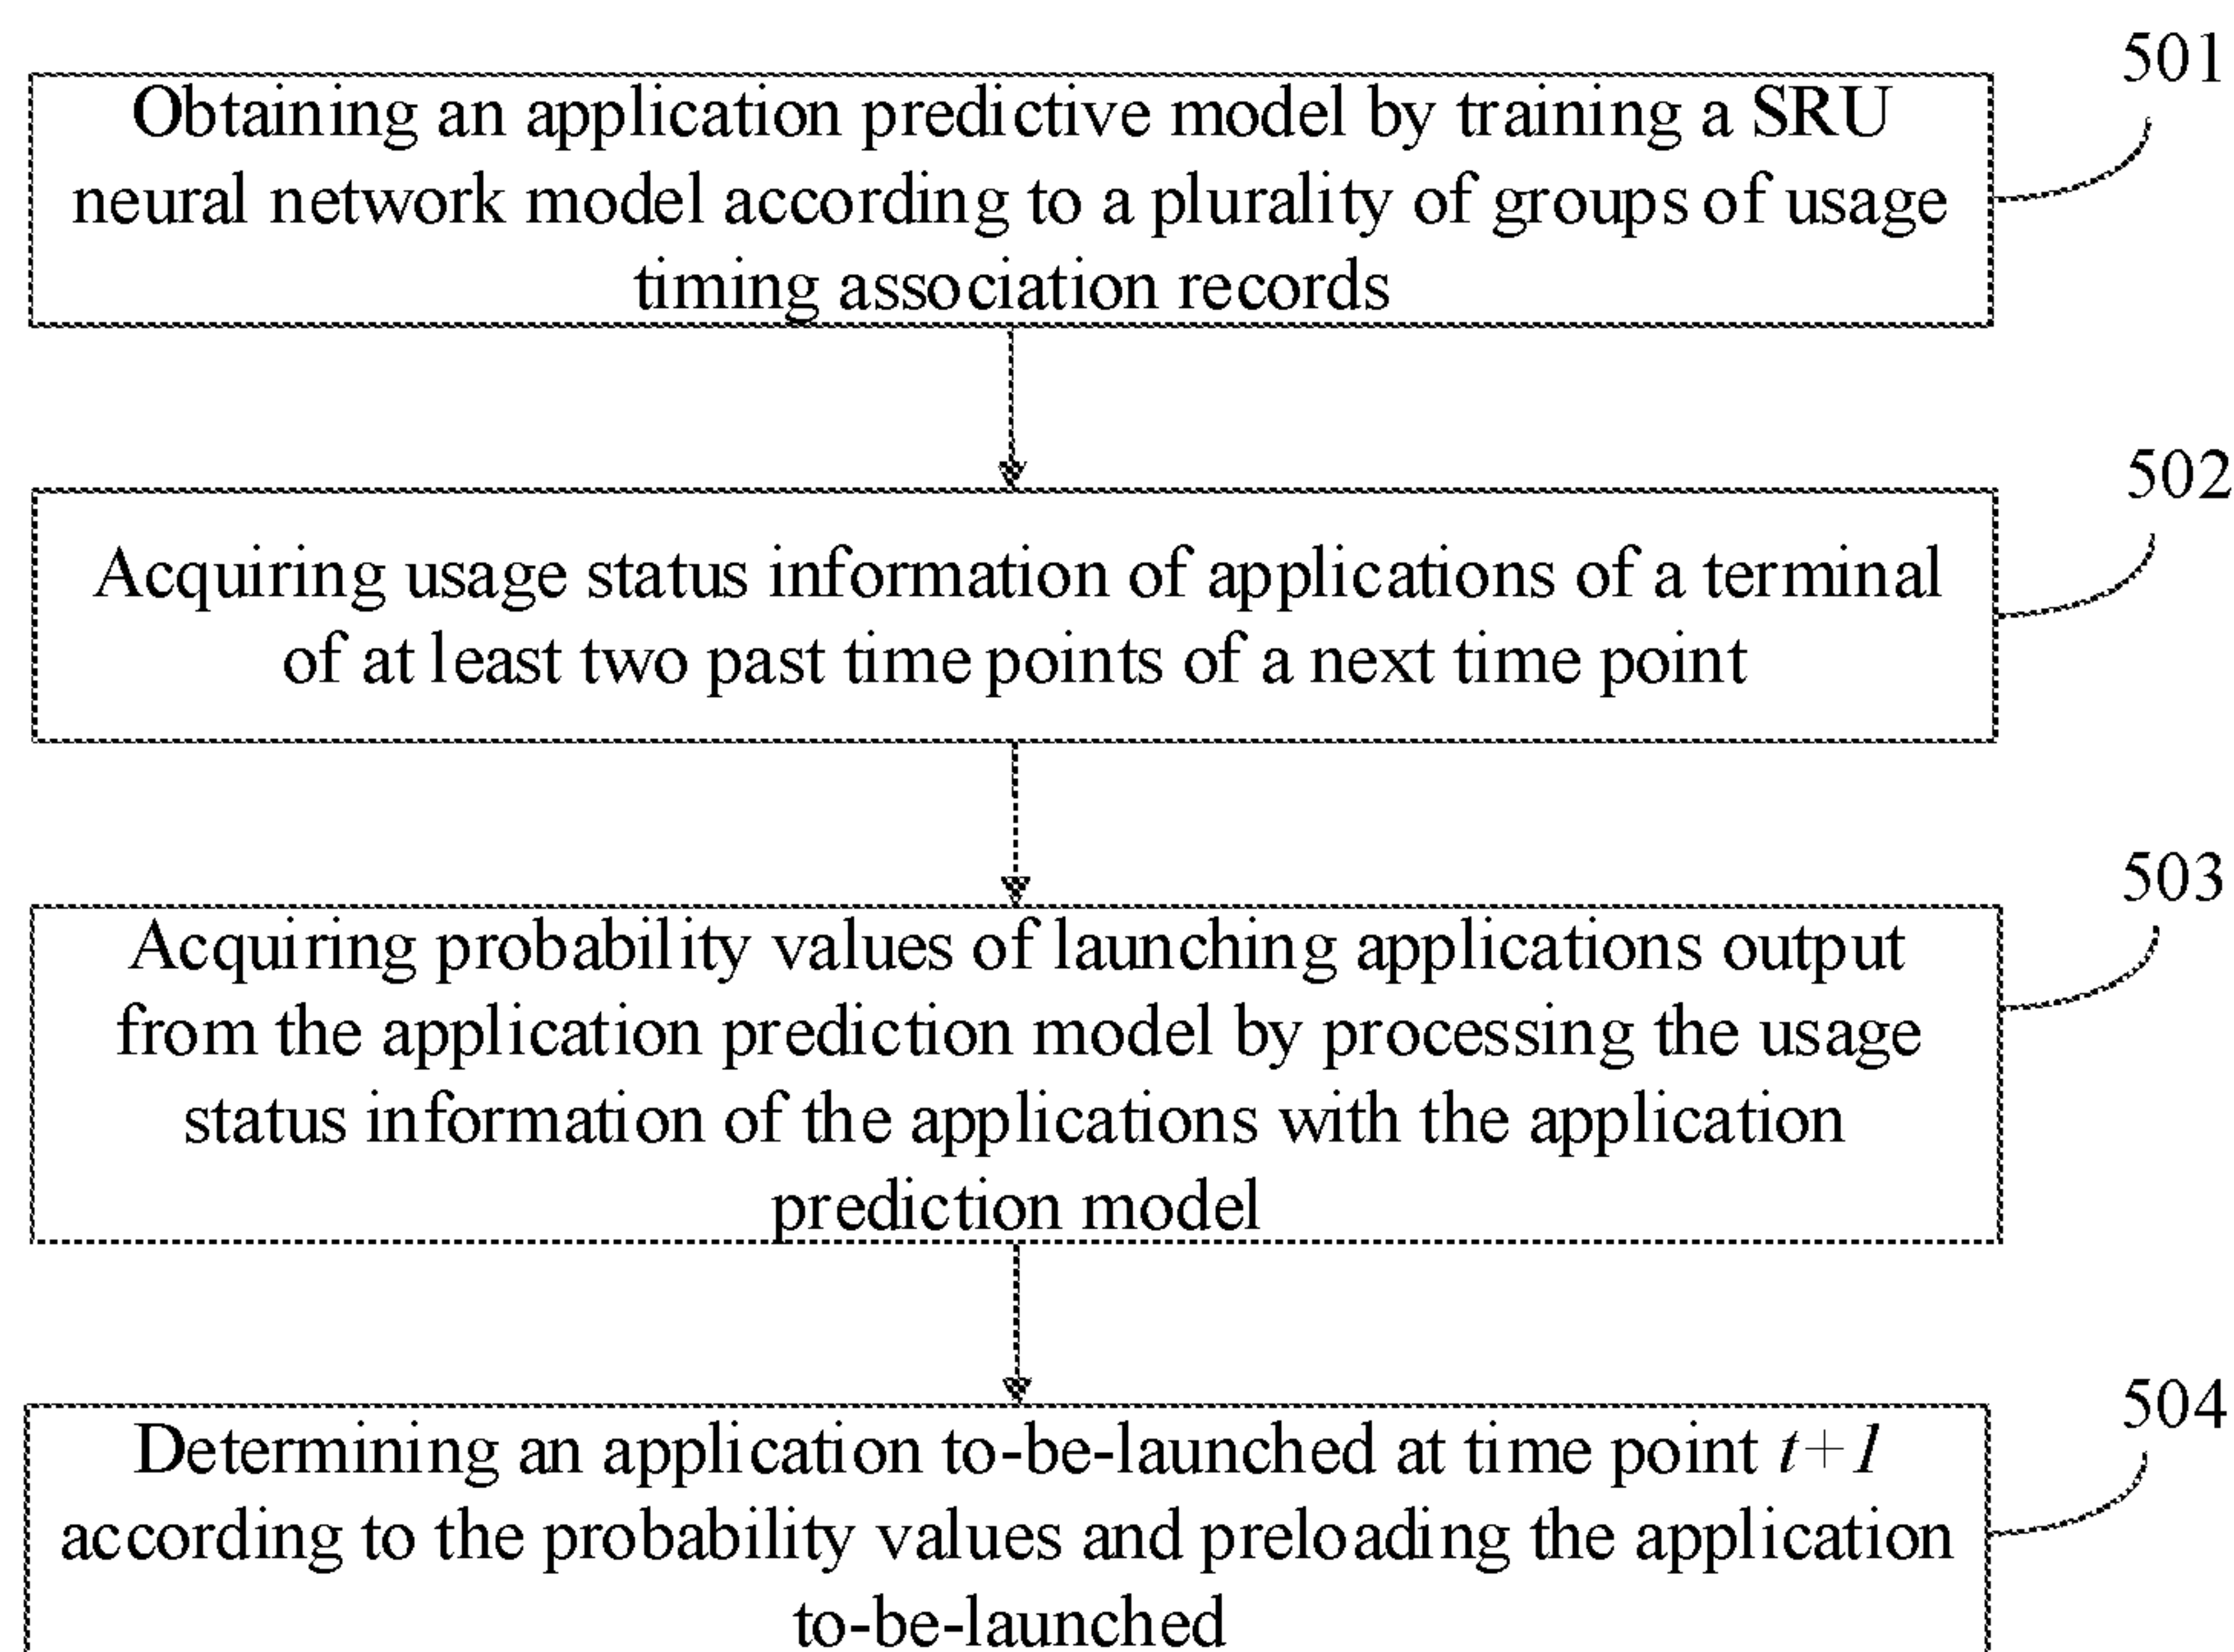 501
Obtaining an application predictive model by training a SRU
neural network model according to a plurality of groups of usage
timing association records
502
Acquiring usage status information of applications of a terminal
of at least two past time points of a next time point
503
Acquiring probability values of launching applications output
from the application prediction model by processing the usage
status information of the applications with the application
prediction model
504
Determining an application to-be-launched at time point t+1
according to the probability values and preloading the application
to-be-launched